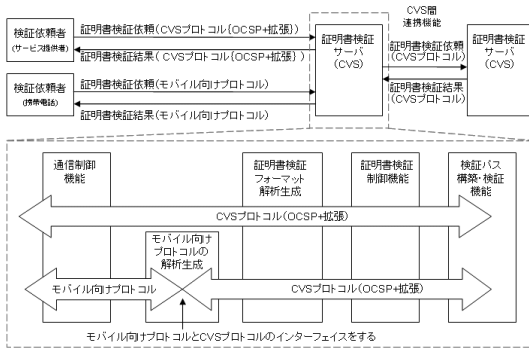 検証依頼者
(サービス提供者)
証明書検証依頼(CVSプロトコル{OCSP+拡張})
証明書検証結果(CVSプロトコル{OCSP+拡張})
検証依頼者
(携帯電話)
証明書検証依頼(モバイル向けプロトコル)
証明書検証結果(モバイル向けプロトコル)
証明書検証
サーバ
(CVS)
CVS間
連携機能
証明書検証依頼
(CVSプロトコル)
証明書検証結果
(CVSプロトコル)
証明書検証
サーバ
(CVS)
通信制御
機能
証明書検証
フォーマット
解析生成
証明書検証
制御機能
検証パス
構築・検証
機能
CVSプロトコル(OCSP+拡張)
モバイル向け
プロトコルの
解析生成
モバイル向けプロトコル
CVSプロトコル(OCSP+拡張)
モバイル向けプロトコルとCVSプロトコルのインターフェイスをする